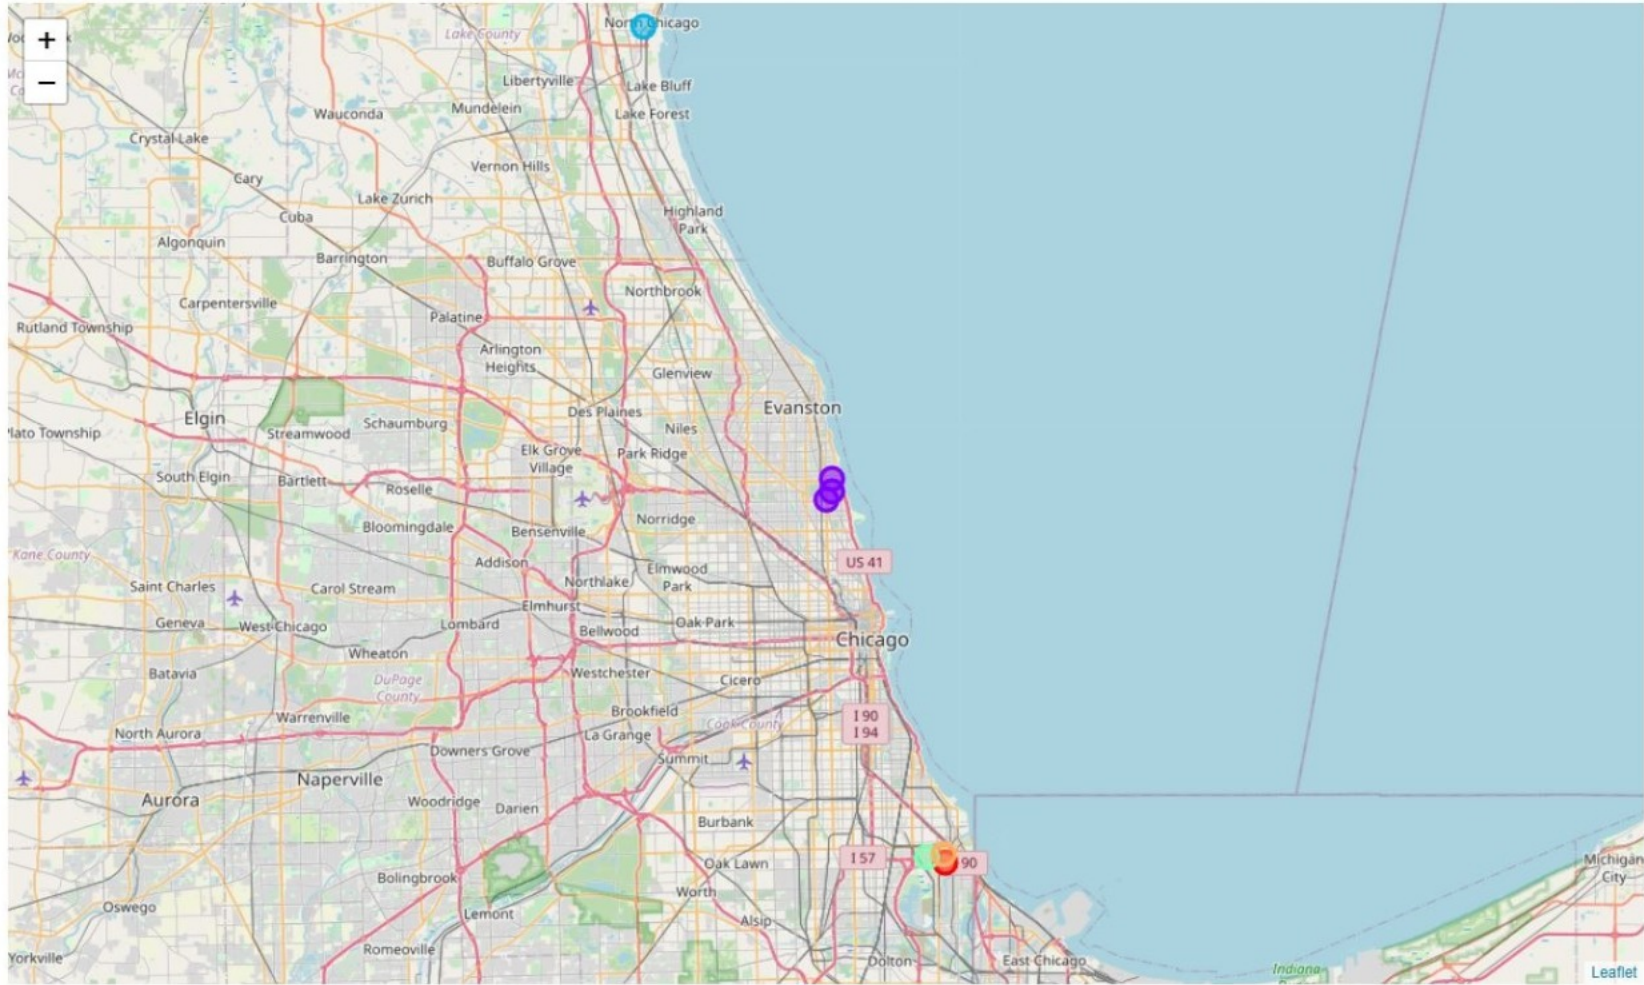 North Chicago
Lake County
+
Libertyville
Lake Bluff
−
Mundelein
Wauconda
Lake Forest
Crystal Lake
Vernon Hills
Cary
Lake Zurich
Cuba
Highland
Park
Algonquin
Barrington
Buffalo Grove
Northbrook
Carpentersville
Palatine
Rutland Township
Arlington
Heights
Glenview
Evanston
Des Plaines
Elgin
Schaumburg
Plato Township
Streamwood
Niles
Elk Grove
Village
Park Ridge
South Elgin
Bartlett
Roselle
Norridge
Bloomingdale
Bensenville
Kane County
Addison
US 41
Elmwood
Park
Saint Charles
Carol Stream
Northlake
Elmhurst
Geneva
West Chicago
Lombard
Bellwood
Oak Park
Chicago
Wheaton
Batavia
DuPage
County
Westchester
Cicero
Warrenville
Brookfield
Cook County
I 90
I 94
North Aurora
La Grange
Downers Grove
Summit
Naperville
Aurora
Woodridge
Darien
Burbank
I 57
90
Oak Lawn
Michigan
City
Bolingbrook
Worth
Oswego
Lemont
Alsip
Romeoville
Yorkville
Dolton
East Chicago
Indiana
Leaflet